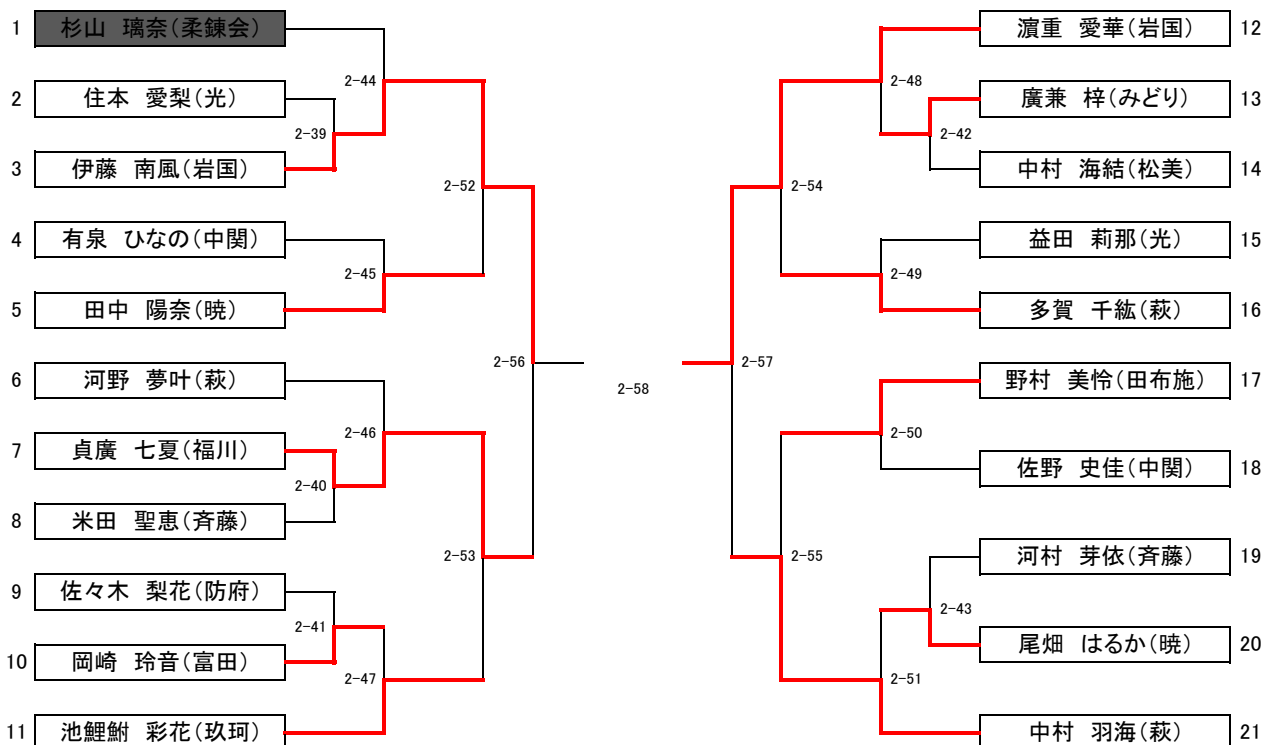 1 杉山 璃奈(柔錬会)
2 住本 愛梨(光)
3 伊藤 南風(岩国)
4 有泉 ひなの(中関)
5 田中 陽奈(暁)
6 河野 夢叶(萩)
7 貞廣 七夏(福川)
8 米田 聖恵(斉藤)
9 佐々木 梨花(防府)
10 岡崎 玲音(富田)
11 池鯉鮒 彩花(玖珂)
2-44
2-39
2-52
2-45
2-56
2-46
2-40
2-53
2-41
2-47
2-58
2-48
2-42
2-54
2-49
2-57
2-50
2-55
2-43
2-51
濵重 愛華(岩国) 12
廣兼 梓(みどり) 13
中村 海結(松美) 14
益田 莉那(光) 15
多賀 千紘(萩) 16
野村 美怜(田布施) 17
佐野 史佳(中関) 18
河村 芽依(斉藤) 19
尾畑 はるか(暁) 20
中村 羽海(萩) 21